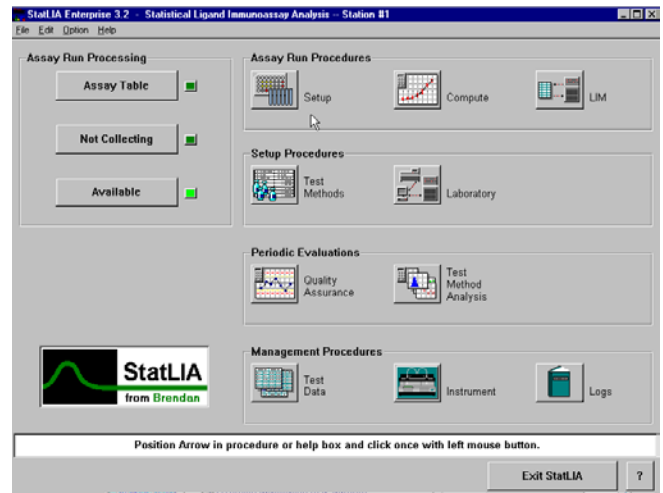 StatLIA Enterprise 3.2 - Statistical Ligand Immunoassay Analysis -- Station #1
File Edit Option Help
Assay Run Processing
Assay Table
Not Collecting
Available
Assay Run Procedures
Setup
Compute
LIM
Setup Procedures
Test
Methods
Laboratory
Periodic Evaluations
Quality
Assurance
Test
Method
Analysis
Management Procedures
Test
Data
Instrument
Logs
StatLIA
from Brendan
Position Arrow in procedure or help box and click once with left mouse button.
Exit StatLIA
?